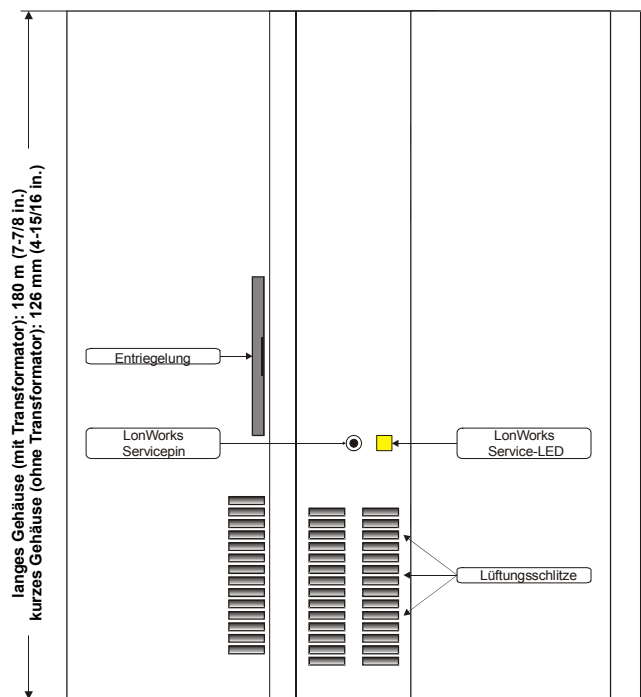 langes Gehäuse (mit Transformator): 180 m (7-7/8 in.)
kurzes Gehäuse (ohne Transformator): 126 mm (4-15/16 in.)
Entriegelung
LonWorks
Servicepin
LonWorks
Service-LED
Lüftungsschlitze